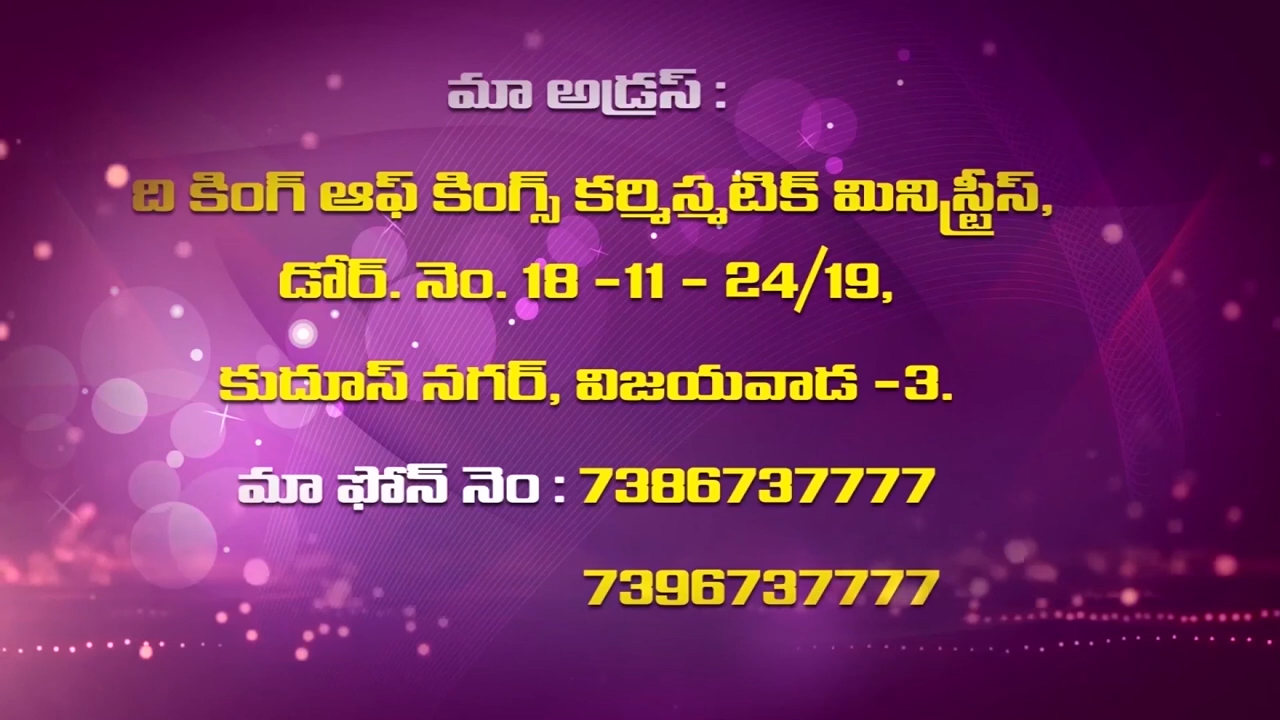 మా అడ్రస్ :
ది కింగ్ ఆఫ్ కింగ్స్ కర్మిస్మటిక్ మినిస్ట్రీస్,
డోర్. నెం. 18 -11 - 24/19,
కుదూస్ నగర్, విజయవాడ -3.
మా ఫోన్ నెం : 7386737777
7396737777